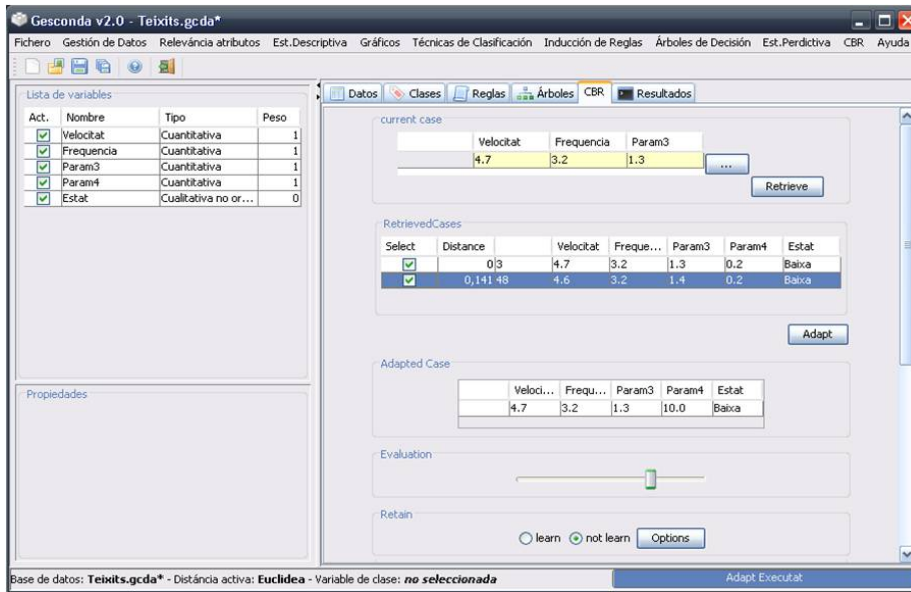 Gesconda v2.0 - Teixits.gcda*
Fichero Gestión de Datos Releváncia atributos Est.Descriptiva Gráficos Técnicas de Clasificación Inducción de Reglas Árboles de Decisión Est.Perdictiva CBR Ayuda
Lista de variables
Act. Nombre Tipo Peso
Velocitat Cuantitativa 1
Frequencia Cuantitativa 1
Param3 Cuantitativa 1
Param4 Cuantitativa 1
Estat Cualitativa no or... 0
Propiedades
Datos Clases Reglas Árboles CBR Resultados
current case
Velocitat Frequencia Param3
4.7 3.2 1.3 ...
Retrieve
RetrievedCases
Select Distance Velocitat Freque... Param3 Param4 Estat
0 3 4.7 3.2 1.3 0.2 Baixa
0,141 48 4.6 3.2 1.4 0.2 Baixa
Adapt
Adapted Case
Veloci... Frequ... Param3 Param4 Estat
4.7 3.2 1.3 10.0 Baixa
Evaluation
Retain
learn not learn Options
Base de datos: Teixits.gcda* - Distáncia activa: Euclidea - Variable de clase: no seleccionada
Adapt Executat